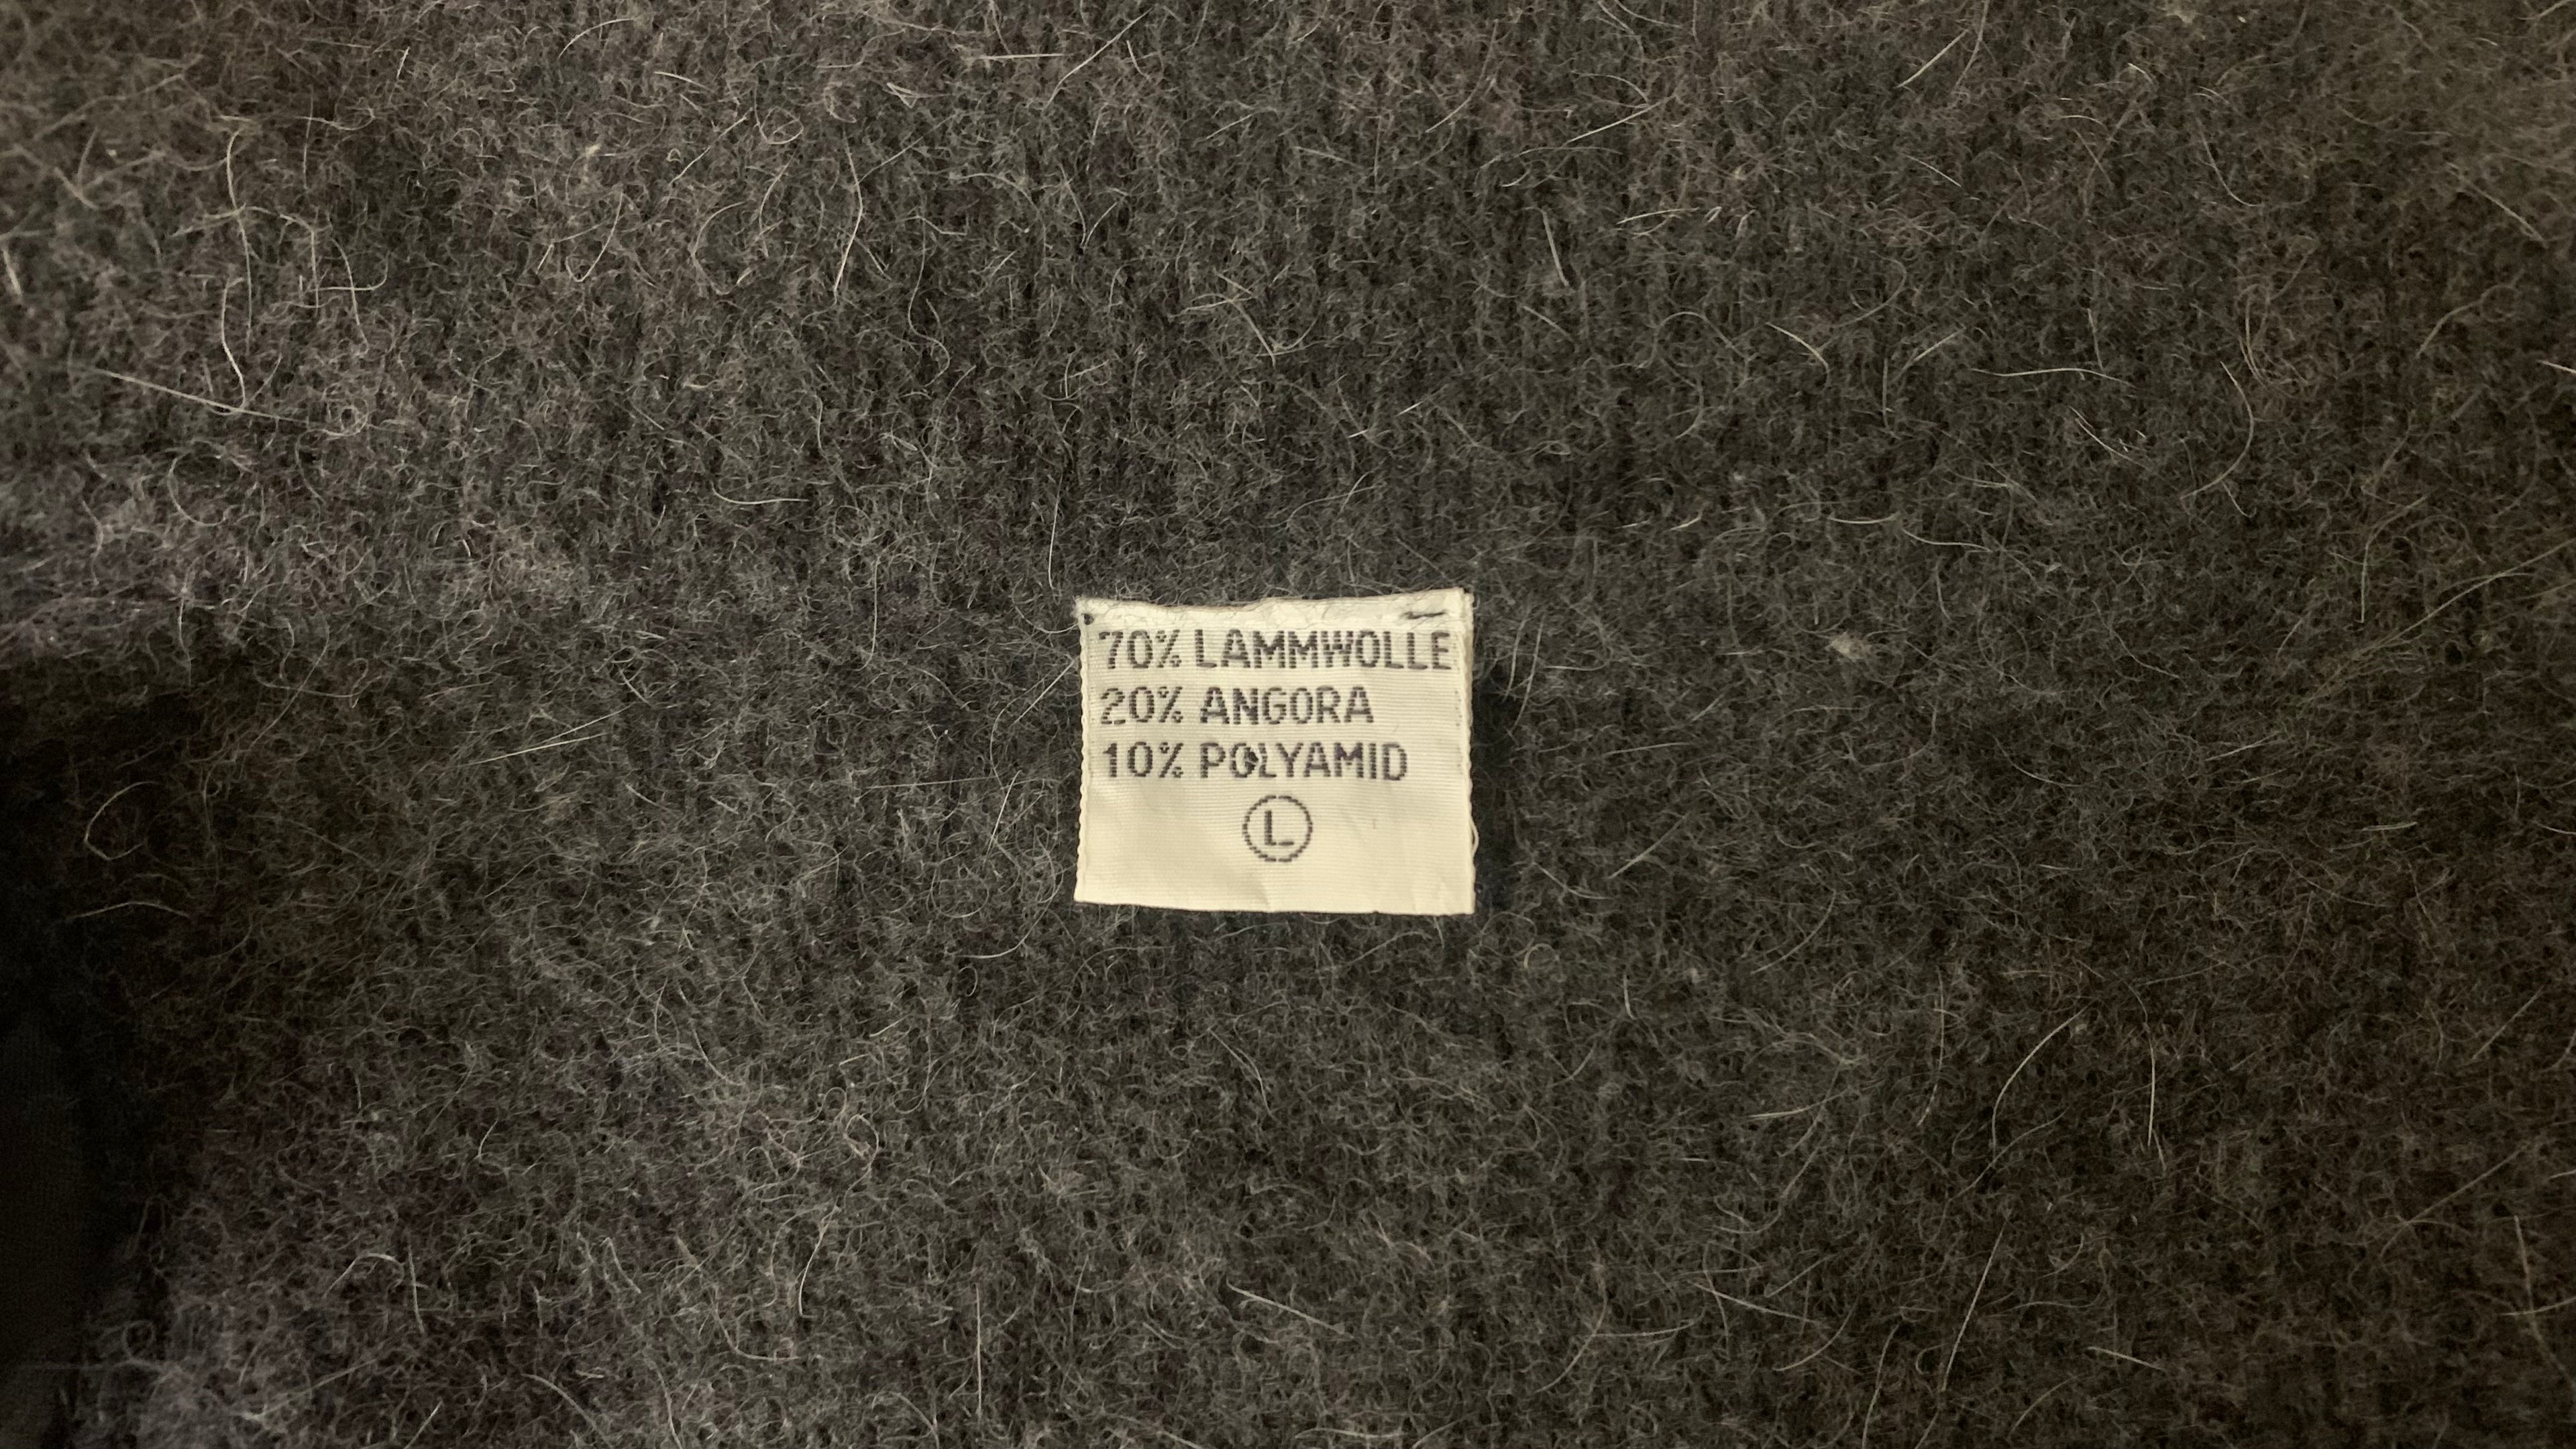 70% LAMMWOLLE
20% ANGORA
10% POLYAMID
L